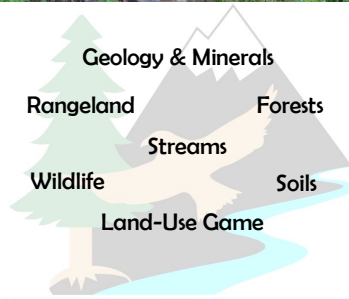 Geology & Minerals
Rangeland Forests
Streams
Wildlife Soils
Land-Use Game